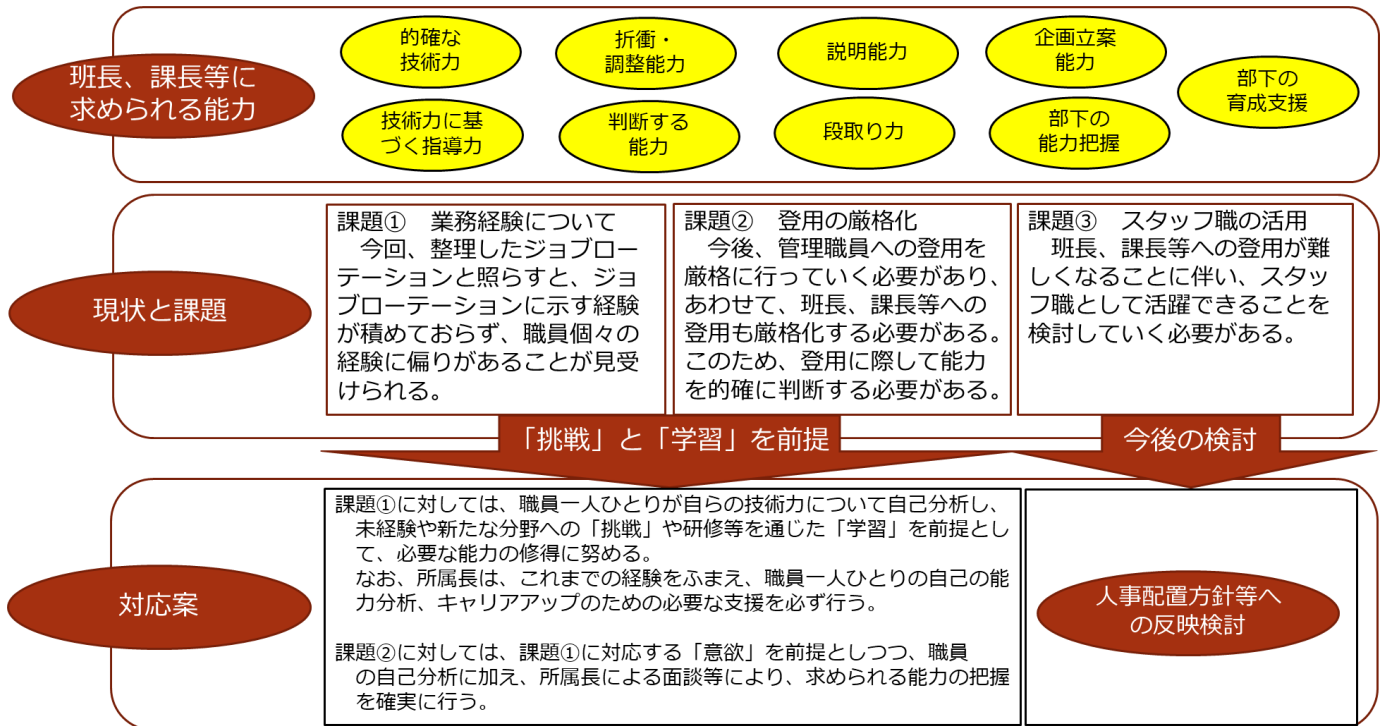 班長、課長等に
求められる能力
的確な
技術力
折衝・
調整能力
説明能力
企画立案
能力
部下の
育成支援
技術力に基
づく指導力
判断する
能力
段取り力
部下の
能力把握
現状と課題
課題①　業務経験について
　今回、整理したジョブロー
テーションと照らすと、ジョ
ブローテーションに示す経験
が積めておらず、職員個々の
経験に偏りがあることが見受
けられる。
課題②　登用の厳格化
　今後、管理職員への登用を
厳格に行っていく必要があり、
あわせて、班長、課長等への
登用も厳格化する必要がある。
このため、登用に際して能力
を的確に判断する必要がある。
課題③　スタッフ職の活用
　班長、課長等への登用が難
しくなることに伴い、スタッ
フ職として活躍できることを
検討していく必要がある。
「挑戦」と「学習」を前提
今後の検討
対応案
課題①に対しては、職員一人ひとりが自らの技術力について自己分析し、
未経験や新たな分野への「挑戦」や研修等を通じた「学習」を前提とし
て、必要な能力の修得に努める。
なお、所属長は、これまでの経験をふまえ、職員一人ひとりの自己の能
力分析、キャリアアップのための必要な支援を必ず行う。
課題②に対しては、課題①に対応する「意欲」を前提としつつ、職員
の自己分析に加え、所属長による面談等により、求められる能力の把握
を確実に行う。
人事配置方針等へ
の反映検討